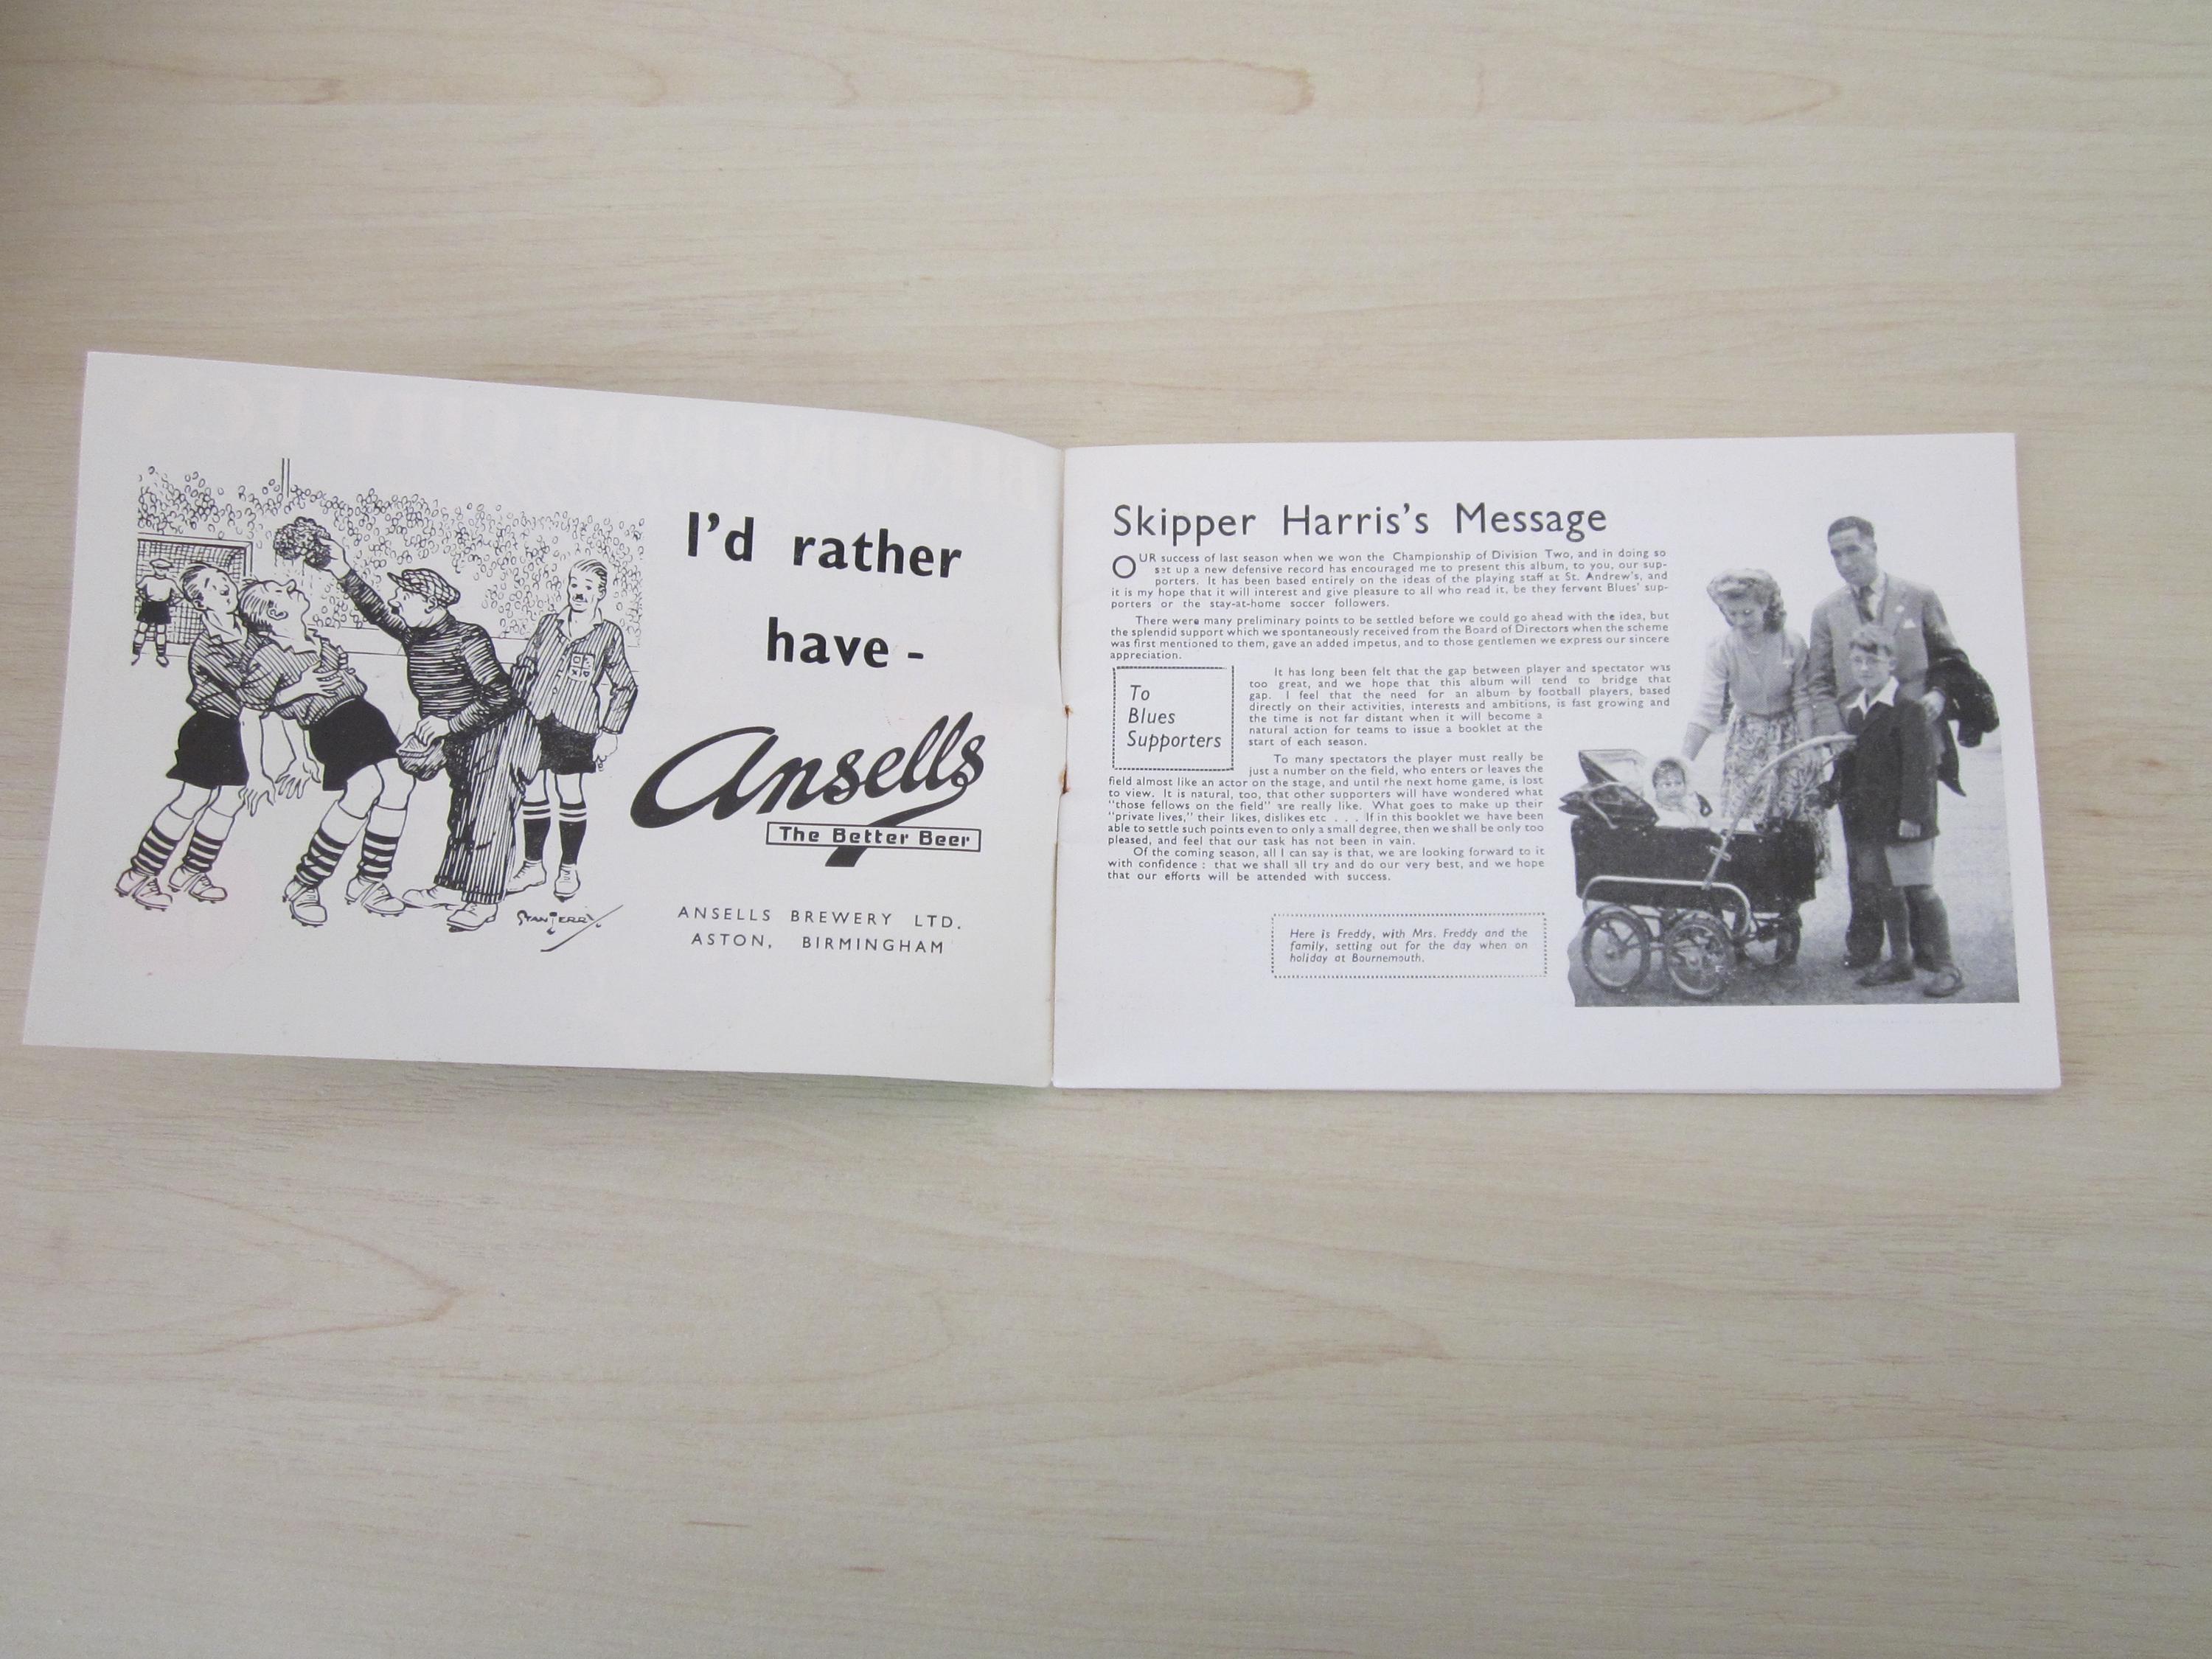 I'd rather
have -
Ansells
The Better Beer
ANSELLS BREWERY LTD.
ASTON, BIRMINGHAM
STAN TERRY
Skipper Harris's Message
OUR success of last season when we won the Championship of Division Two, and in doing so
set up a new defensive record has encouraged me to present this album, to you, our sup-
porters. It has been based entirely on the ideas of the playing staff at St. Andrew's, and
it is my hope that it will interest and give pleasure to all who read it, be they fervent Blues' sup-
porters or the stay-at-home soccer followers.
There were many preliminary points to be settled before we could go ahead with the idea, but
the splendid support which we spontaneously received from the Board of Directors when the scheme
was first mentioned to them, gave an added impetus, and to those gentlemen we express our sincere
appreciation.
To
Blues
Supporters
It has long been felt that the gap between player and spectator was
too great, and we hope that this album will tend to bridge that
gap. I feel that the need for an album by football players, based
directly on their activities, interests and ambitions, is fast growing and
the time is not far distant when it will become a
natural action for teams to issue a booklet at the
start of each season.
To many spectators the player must really be
just a number on the field, who enters or leaves the
field almost like an actor on the stage, and until the next home game, is lost
to view. It is natural, too, that other supporters will have wondered what
"those fellows on the field" are really like. What goes to make up their
"private lives," their likes, dislikes etc . . . If in this booklet we have been
able to settle such points even to only a small degree, then we shall be only too
pleased, and feel that our task has not been in vain.
Of the coming season, all I can say is that, we are looking forward to it
with confidence : that we shall all try and do our very best, and we hope
that our efforts will be attended with success.
Here is Freddy, with Mrs. Freddy and the
family, setting out for the day when on
holiday at Bournemouth.